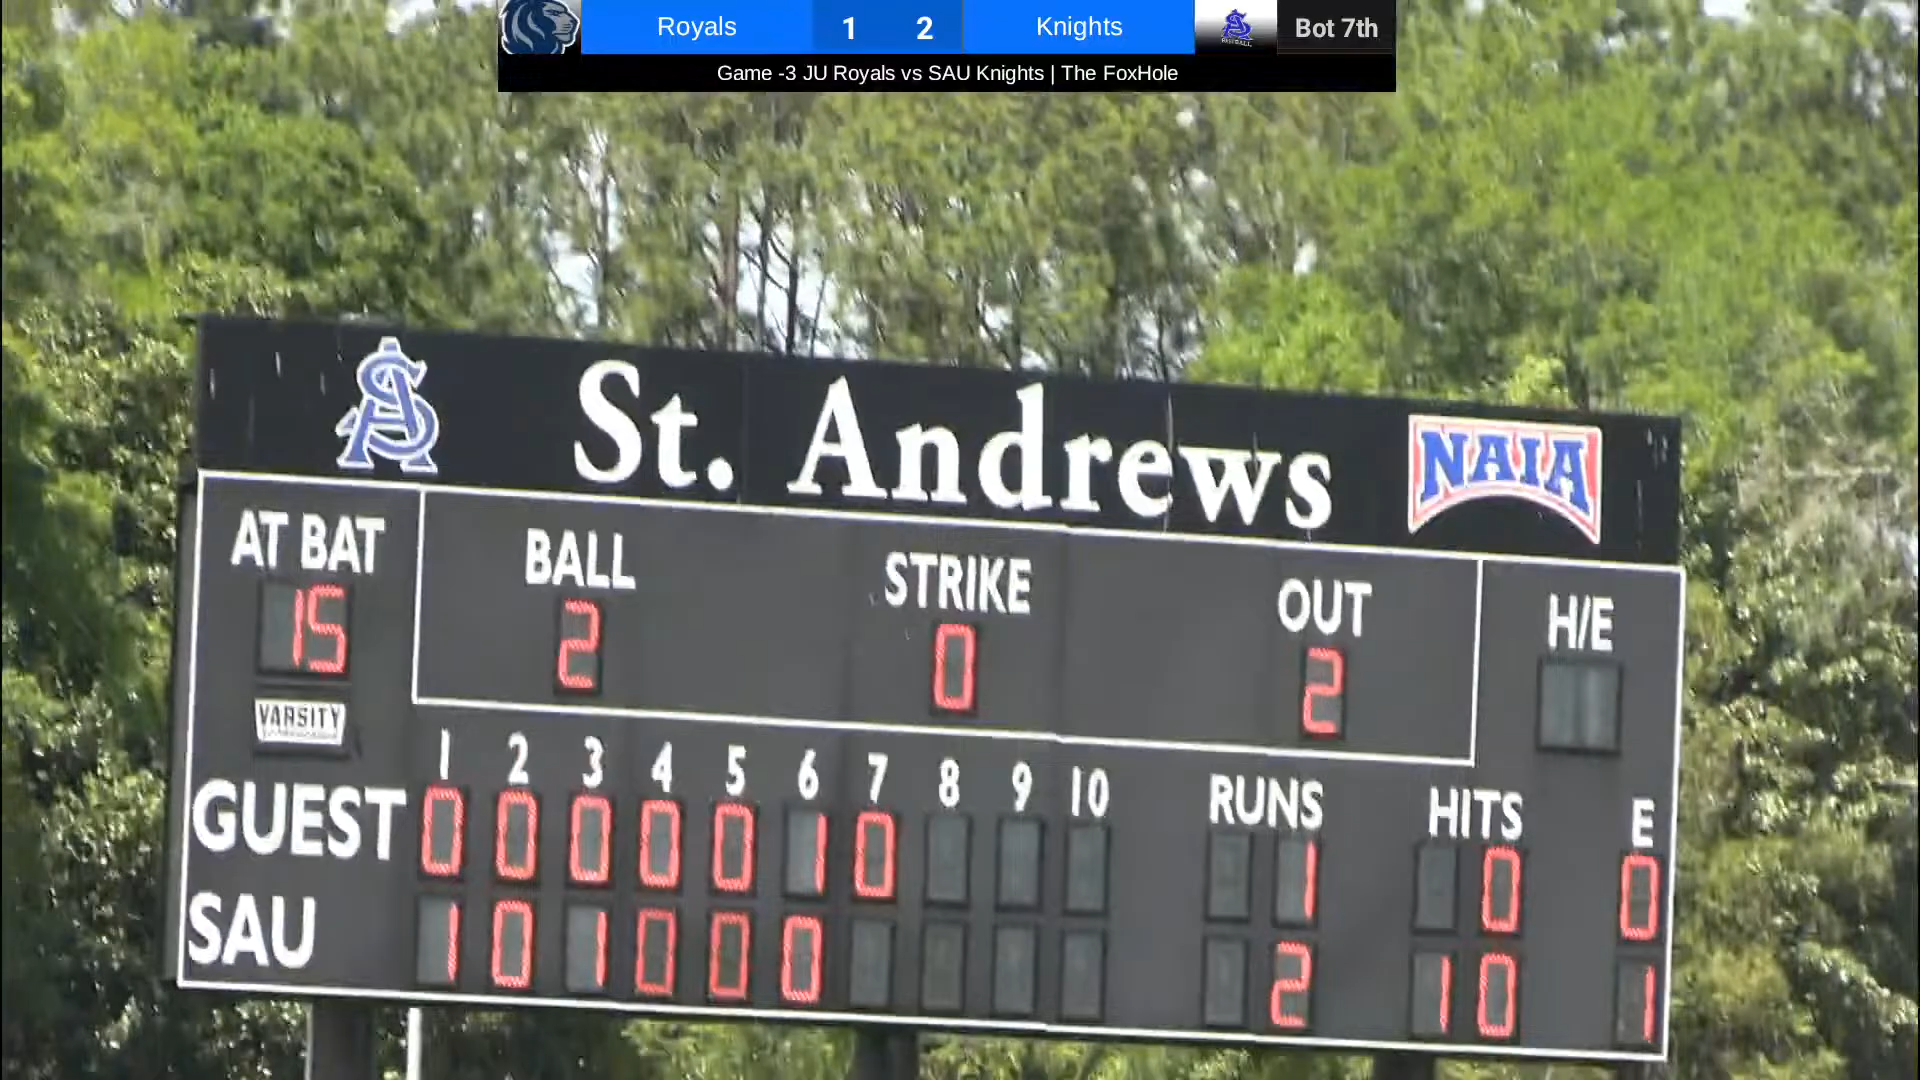 Royals 1 2 Knights Bot 7th
Game -3 JU Royals vs SAU Knights | The FoxHole
St. Andrews NAIA
AT BAT BALL STRIKE OUT H/E
15 2 0 2
VARSITY
1 2 3 4 5 6 7 8 9 10 RUNS HITS E
GUEST 0 0 0 0 0 1 0 1 0 0
SAU 1 0 1 0 0 0 2 10 1